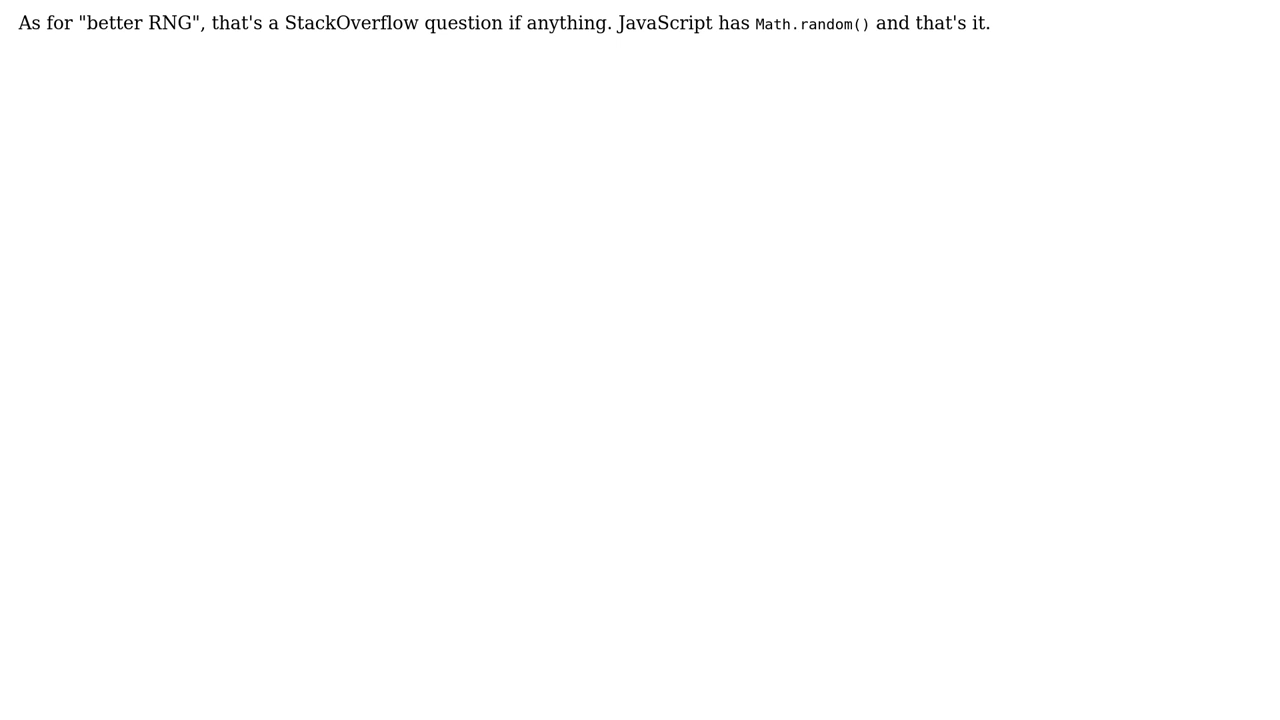 As for "better RNG", that's a StackOverflow question if anything. JavaScript has Math.random() and that's it.